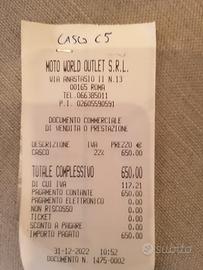 CASCO C5
MOTO WORLD OUTLET S.R.L.
VIA ANASTASIO II N.13
00165 ROMA
TEL.066385011
P.I. 02605590591
DOCUMENTO COMMERCIALE
DI VENDITA O PRESTAZIONE
DESCRIZIONE IVA PREZZO €
CASCO 22% 650.00
TOTALE COMPLESSIVO 650.00
DI CUI IVA 117.21
PAGAMENTO CONTANTE 650.00
PAGAMENTO ELETTRONICO 0.00
NON RISCOSSO 0.00
TICKET 0.00
SCONTO A PAGARE 0.00
IMPORTO PAGATO 650.00
31-12-2022 10:52
DOCUMENTO N. 1475-0002
subito